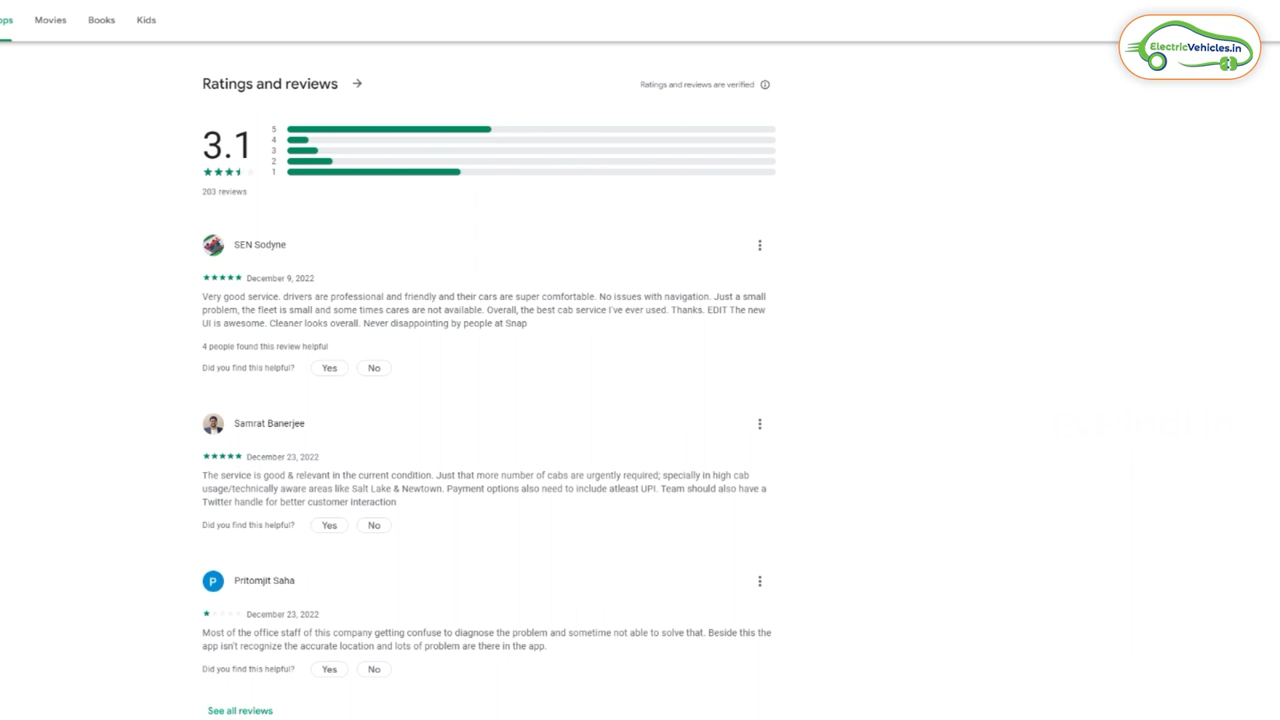 ops Movies Books Kids
ElectricVehicles.in
Ratings and reviews →
Ratings and reviews are verified
3.1
5
4
3
2
1
203 reviews
SEN Sodyne
December 9, 2022
Very good service. drivers are professional and friendly and their cars are super comfortable. No issues with navigation. Just a small
problem, the fleet is small and some times cares are not available. Overall, the best cab service I've ever used. Thanks. EDIT The new
UI is awesome. Cleaner looks overall. Never disappointing by people at Snap
4 people found this review helpful
Did you find this helpful? Yes No
Samrat Banerjee
December 23, 2022
The service is good & relevant in the current condition. Just that more number of cabs are urgently required; specially in high cab
usage/technically aware areas like Salt Lake & Newtown. Payment options also need to include atleast UPI. Team should also have a
Twitter handle for better customer interaction
Did you find this helpful? Yes No
P
Pritomjit Saha
December 23, 2022
Most of the office staff of this company getting confuse to diagnose the problem and sometime not able to solve that. Beside this the
app isn't recognize the accurate location and lots of problem are there in the app.
Did you find this helpful? Yes No
See all reviews